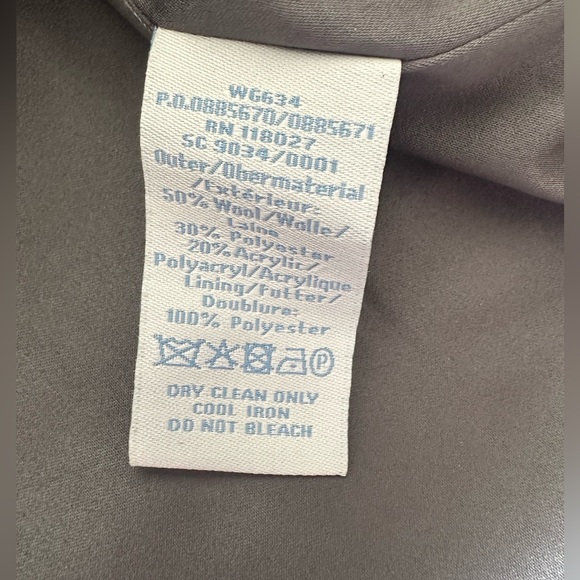 WG634
P.O.0885670/0885671
RN 118027
SC 9034/0001
Outer/Obermaterial
/Extérieur:
50% Wool/Wolle/
Laine
30% Polyester
20% Acrylic/
Polyacryl/Acrylique
Lining/Futter/
Doublure:
100% Polyester
P
DRY CLEAN ONLY
COOL IRON
DO NOT BLEACH